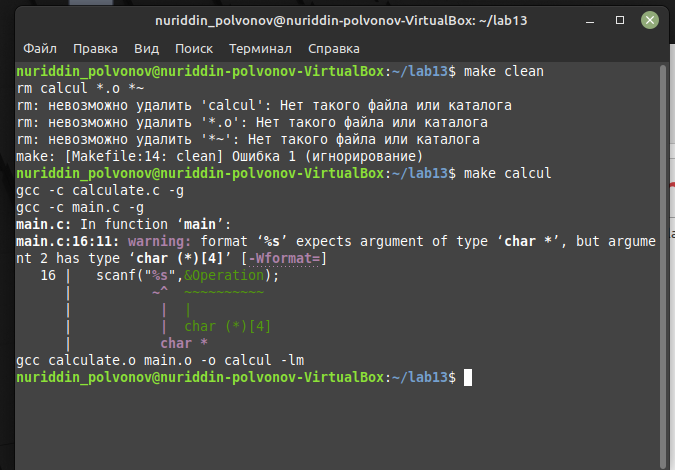 nuriddin_polvonov@nuriddin-polvonov-VirtualBox: ~/lab13
Файл Правка Вид Поиск Терминал Справка
nuriddin_polvonov@nuriddin-polvonov-VirtualBox:~/lab13$ make clean
rm calcul *.o *~
rm: невозможно удалить 'calcul': Нет такого файла или каталога
rm: невозможно удалить '*.o': Нет такого файла или каталога
rm: невозможно удалить '*~': Нет такого файла или каталога
make: [Makefile:14: clean] Ошибка 1 (игнорирование)
nuriddin_polvonov@nuriddin-polvonov-VirtualBox:~/lab13$ make calcul
gcc -c calculate.c -g
gcc -c main.c -g
main.c: In function ‘main’:
main.c:16:11: warning: format ‘%s’ expects argument of type ‘char *’, but argume
nt 2 has type ‘char (*)[4]’ [-Wformat=]
   16 |   scanf("%s",&Operation);
      |          ~^  ~~~~~~~~~~
      |           |  |
      |           |  char (*)[4]
      |           char *
gcc calculate.o main.o -o calcul -lm
nuriddin_polvonov@nuriddin-polvonov-VirtualBox:~/lab13$